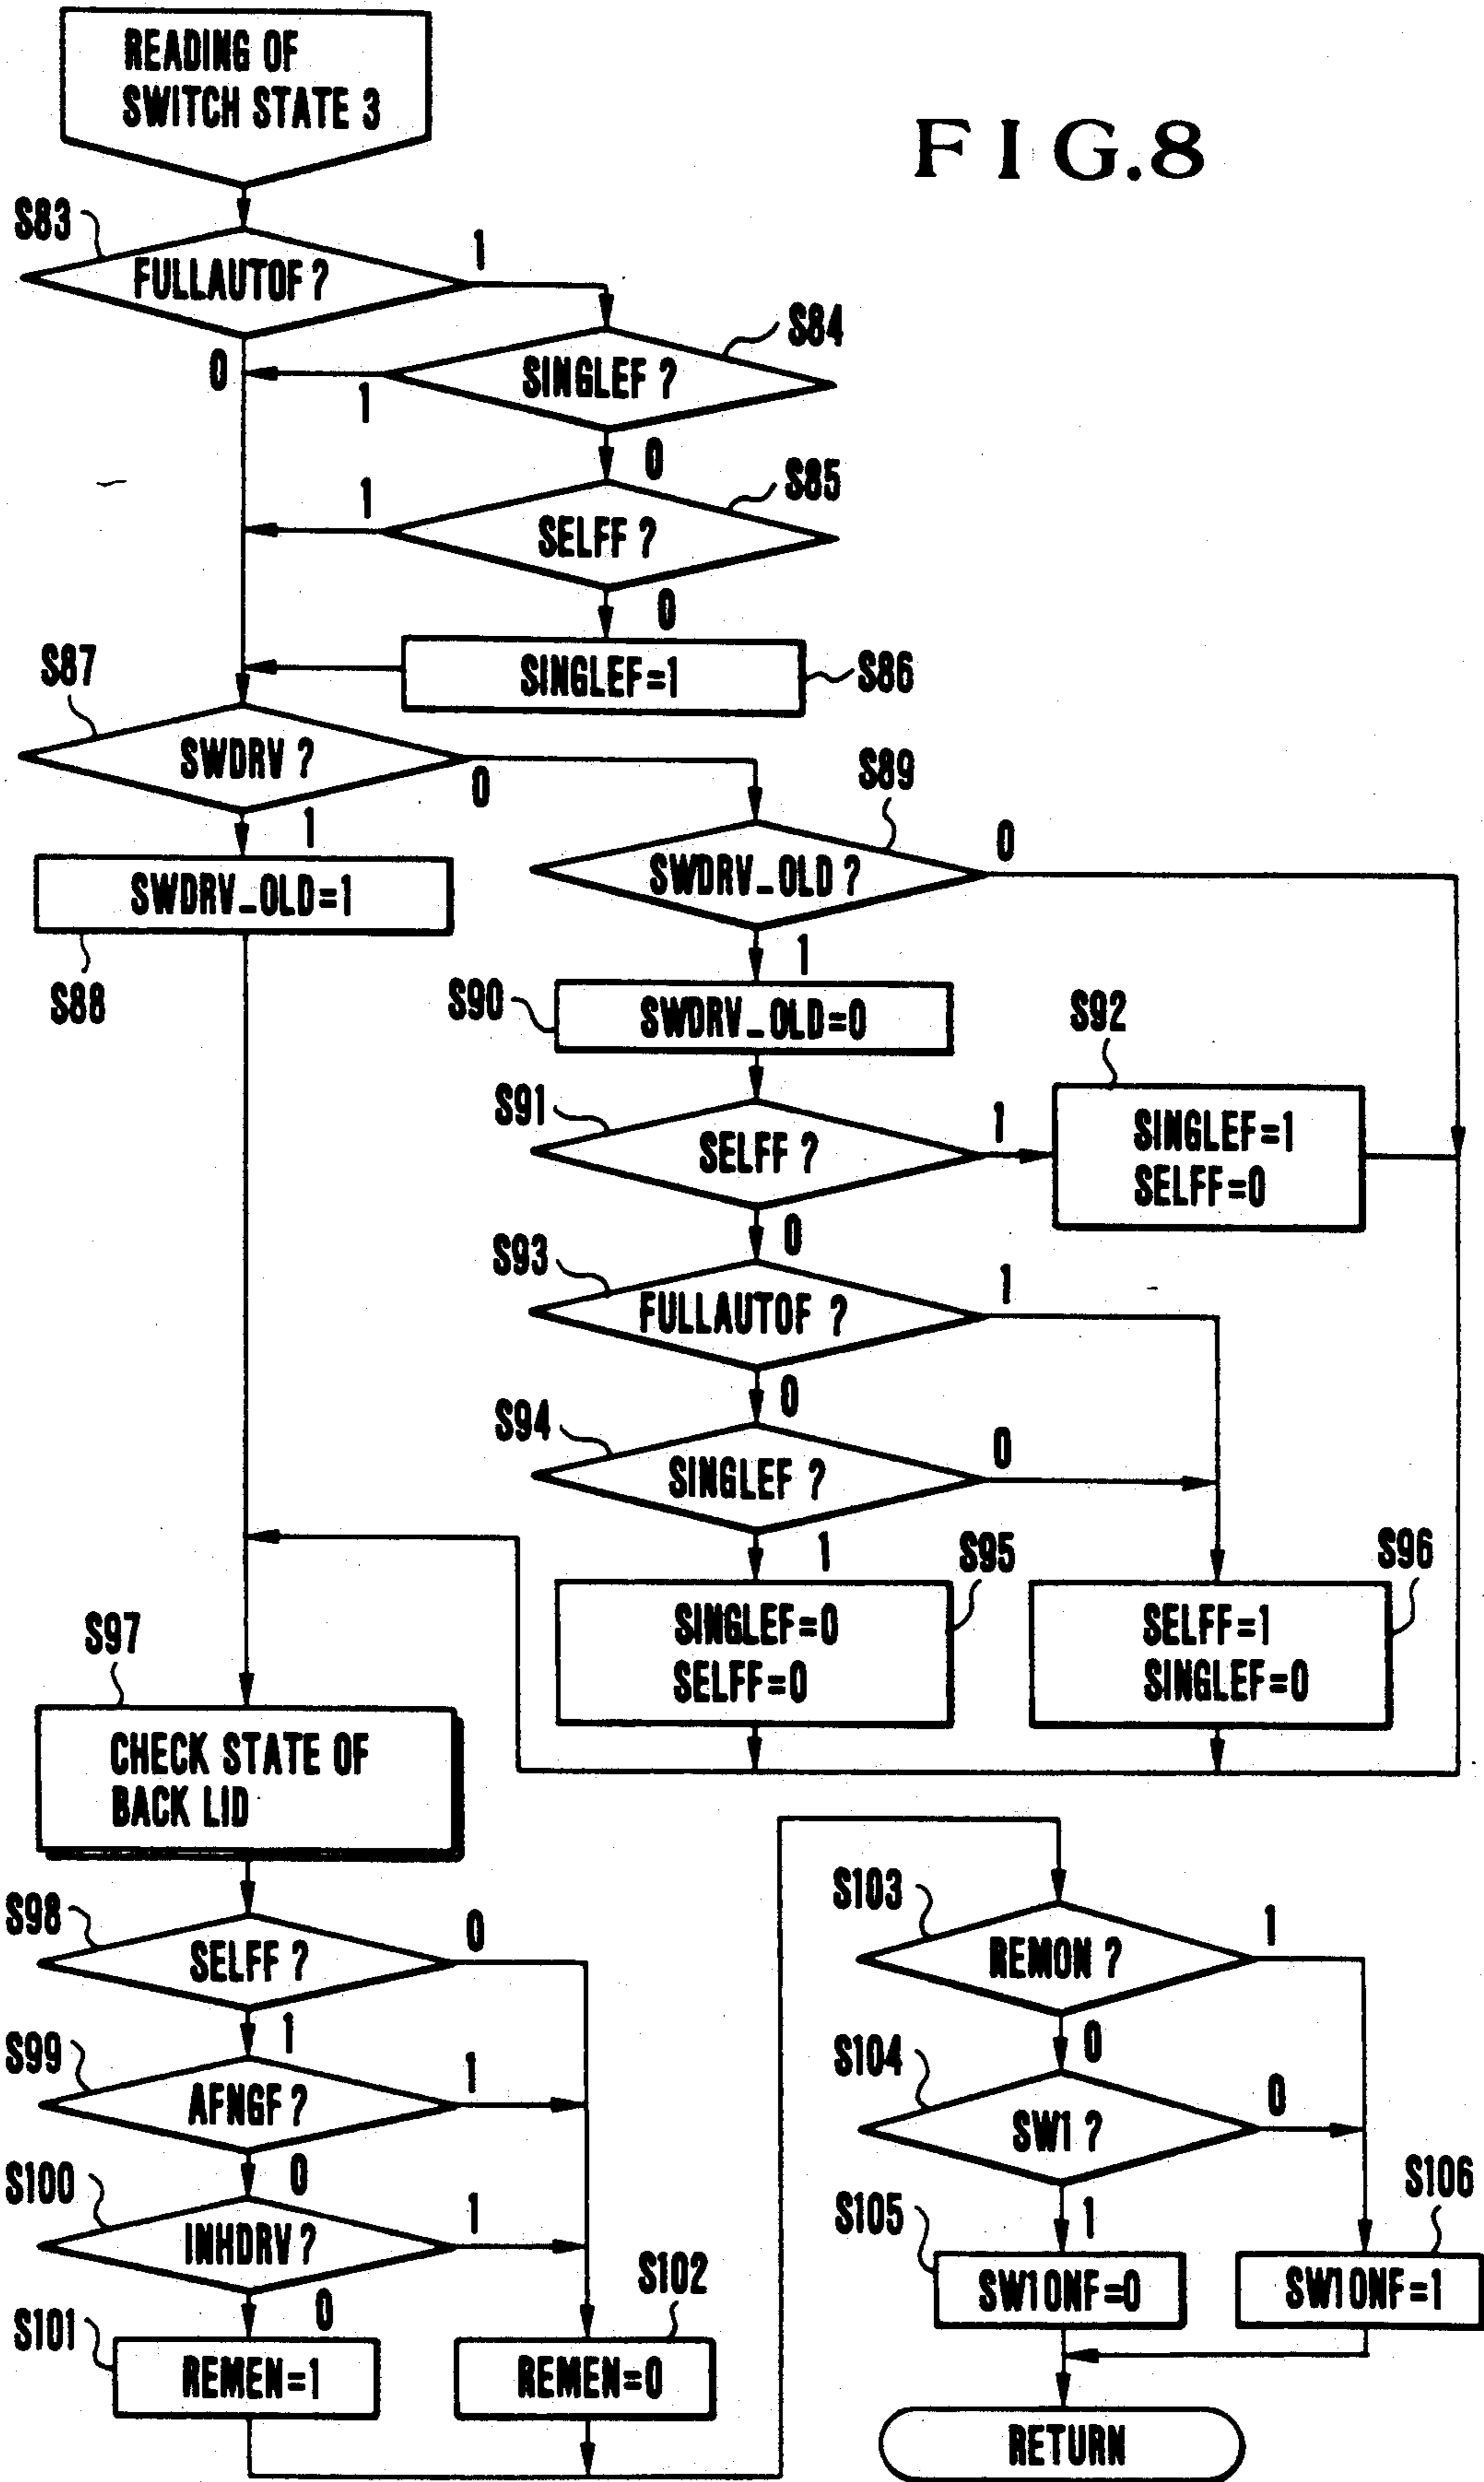 FIG.8
READING OF
SWITCH STATE 3
S83
FULLAUTOF ?
1
0
S84
SINGLEF ?
1
0
S85
SELFF ?
1
0
S86
SINGLEF=1
S87
SWDRV ?
0
1
S88
SWDRV_OLD=1
S89
SWDRV_OLD ?
0
1
S90
SWDRV_OLD=0
S91
SELFF ?
1
0
S92
SINGLEF=1
SELFF=0
S93
FULLAUTOF ?
1
0
S94
SINGLEF ?
0
1
S95
SINGLEF=0
SELFF=0
S96
SELFF=1
SINGLEF=0
S97
CHECK STATE OF
BACK LID
S98
SELFF ?
0
1
S99
AFNGF ?
1
0
S100
INHDRV ?
1
0
S101
REMEN=1
S102
REMEN=0
S103
REMON ?
1
0
S104
SW1 ?
0
1
S105
SW1ONF=0
S106
SW1ONF=1
RETURN